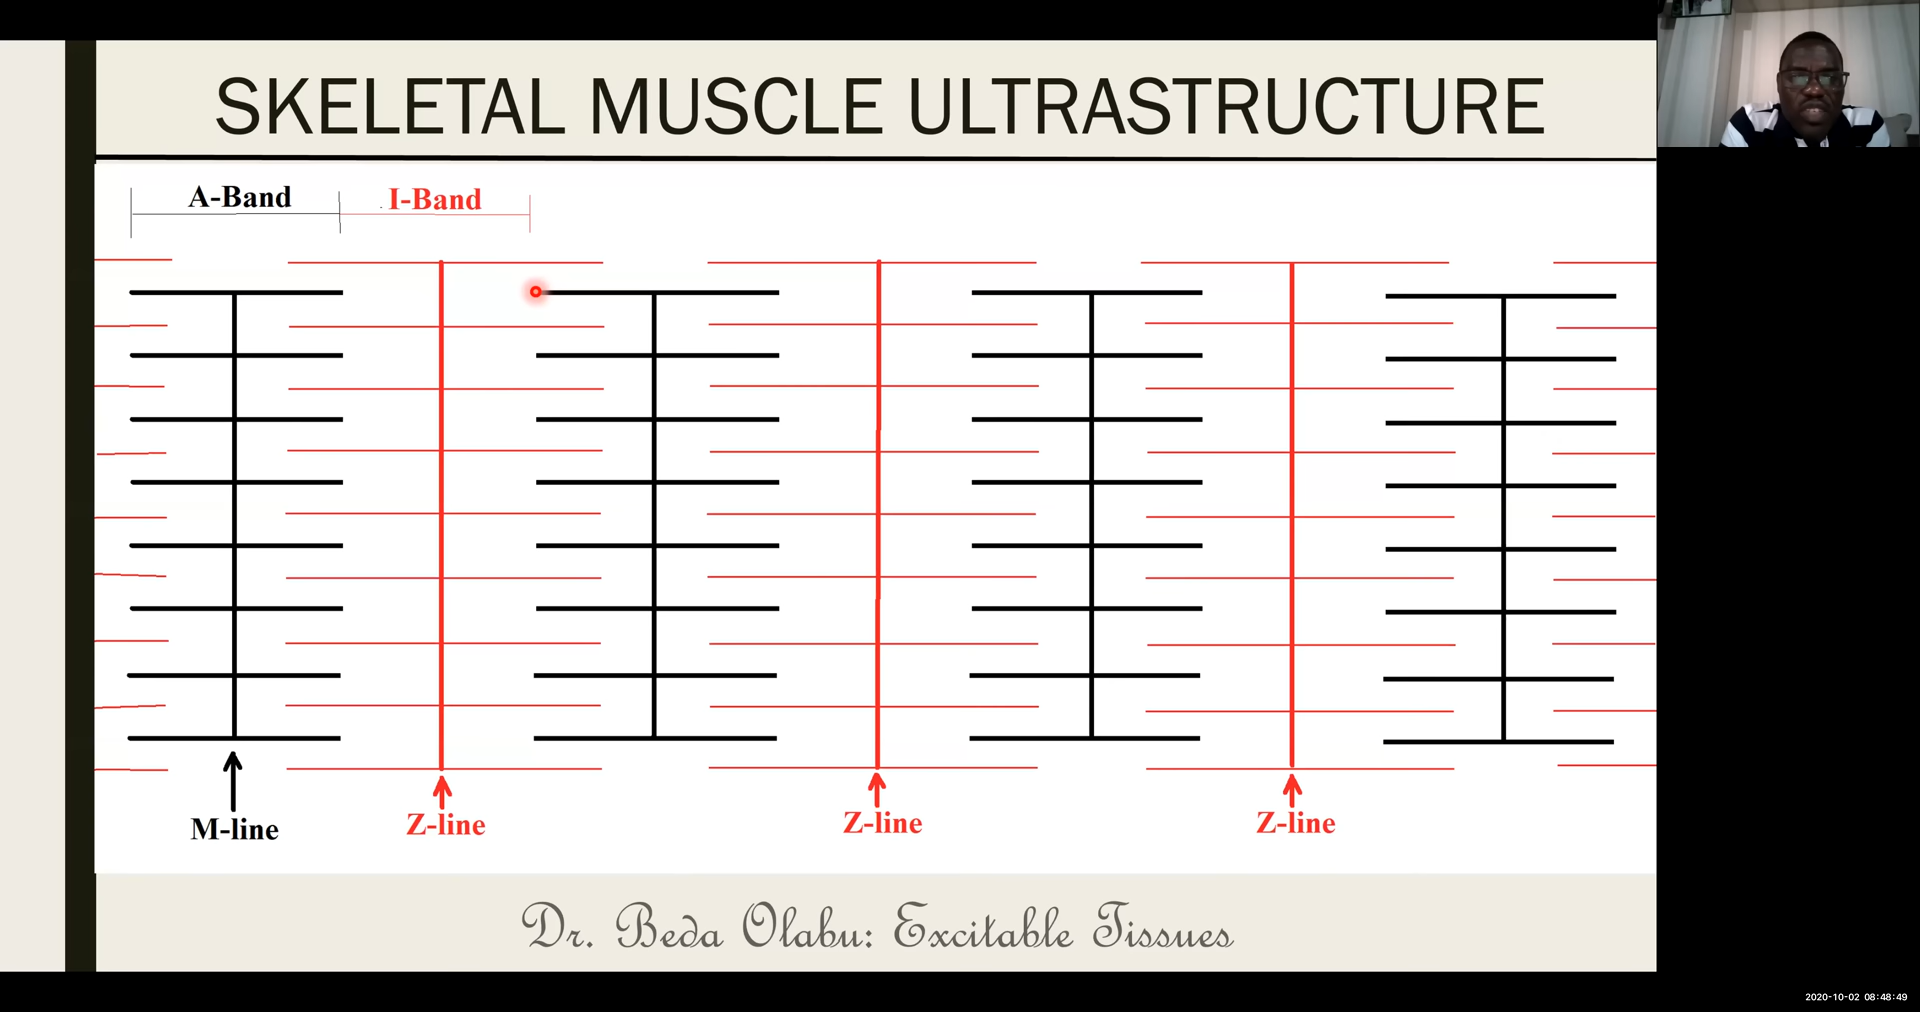 SKELETAL MUSCLE ULTRASTRUCTURE
A-Band
I-Band
M-line
Z-line
Z-line
Z-line
Dr. Beda Olabu: Excitable Tissues
2020-10-02 08:48:49